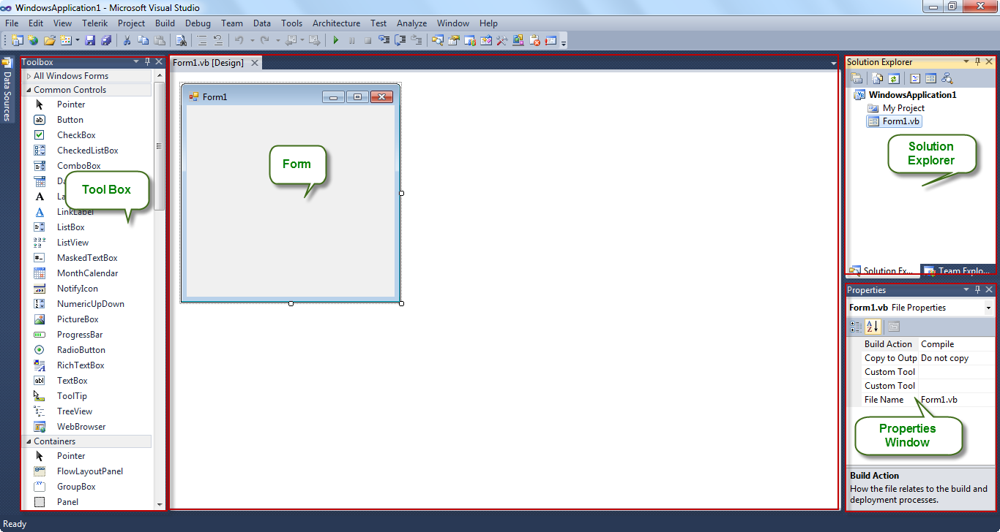 WindowsApplication1 - Microsoft Visual Studio
File Edit View Telerik Project Build Debug Team Data Tools Architecture Test Analyze Window Help
Data Sources
Toolbox
All Windows Forms
Common Controls
Pointer
Button
CheckBox
CheckedListBox
ComboBox
Tool Box
LinkLabel
ListBox
ListView
MaskedTextBox
MonthCalendar
NotifyIcon
NumericUpDown
PictureBox
ProgressBar
RadioButton
RichTextBox
TextBox
ToolTip
TreeView
WebBrowser
Containers
Pointer
FlowLayoutPanel
GroupBox
Panel
Form1.vb [Design]
Form1
Form
Solution Explorer
WindowsApplication1
My Project
Form1.vb
Solution
Explorer
Solution Ex... Team Explo...
Properties
Form1.vb File Properties
Build Action Compile
Copy to Outp Do not copy
Custom Tool
Custom Tool
File Name Form1.vb
Properties
Window
Build Action
How the file relates to the build and
deployment processes.
Ready